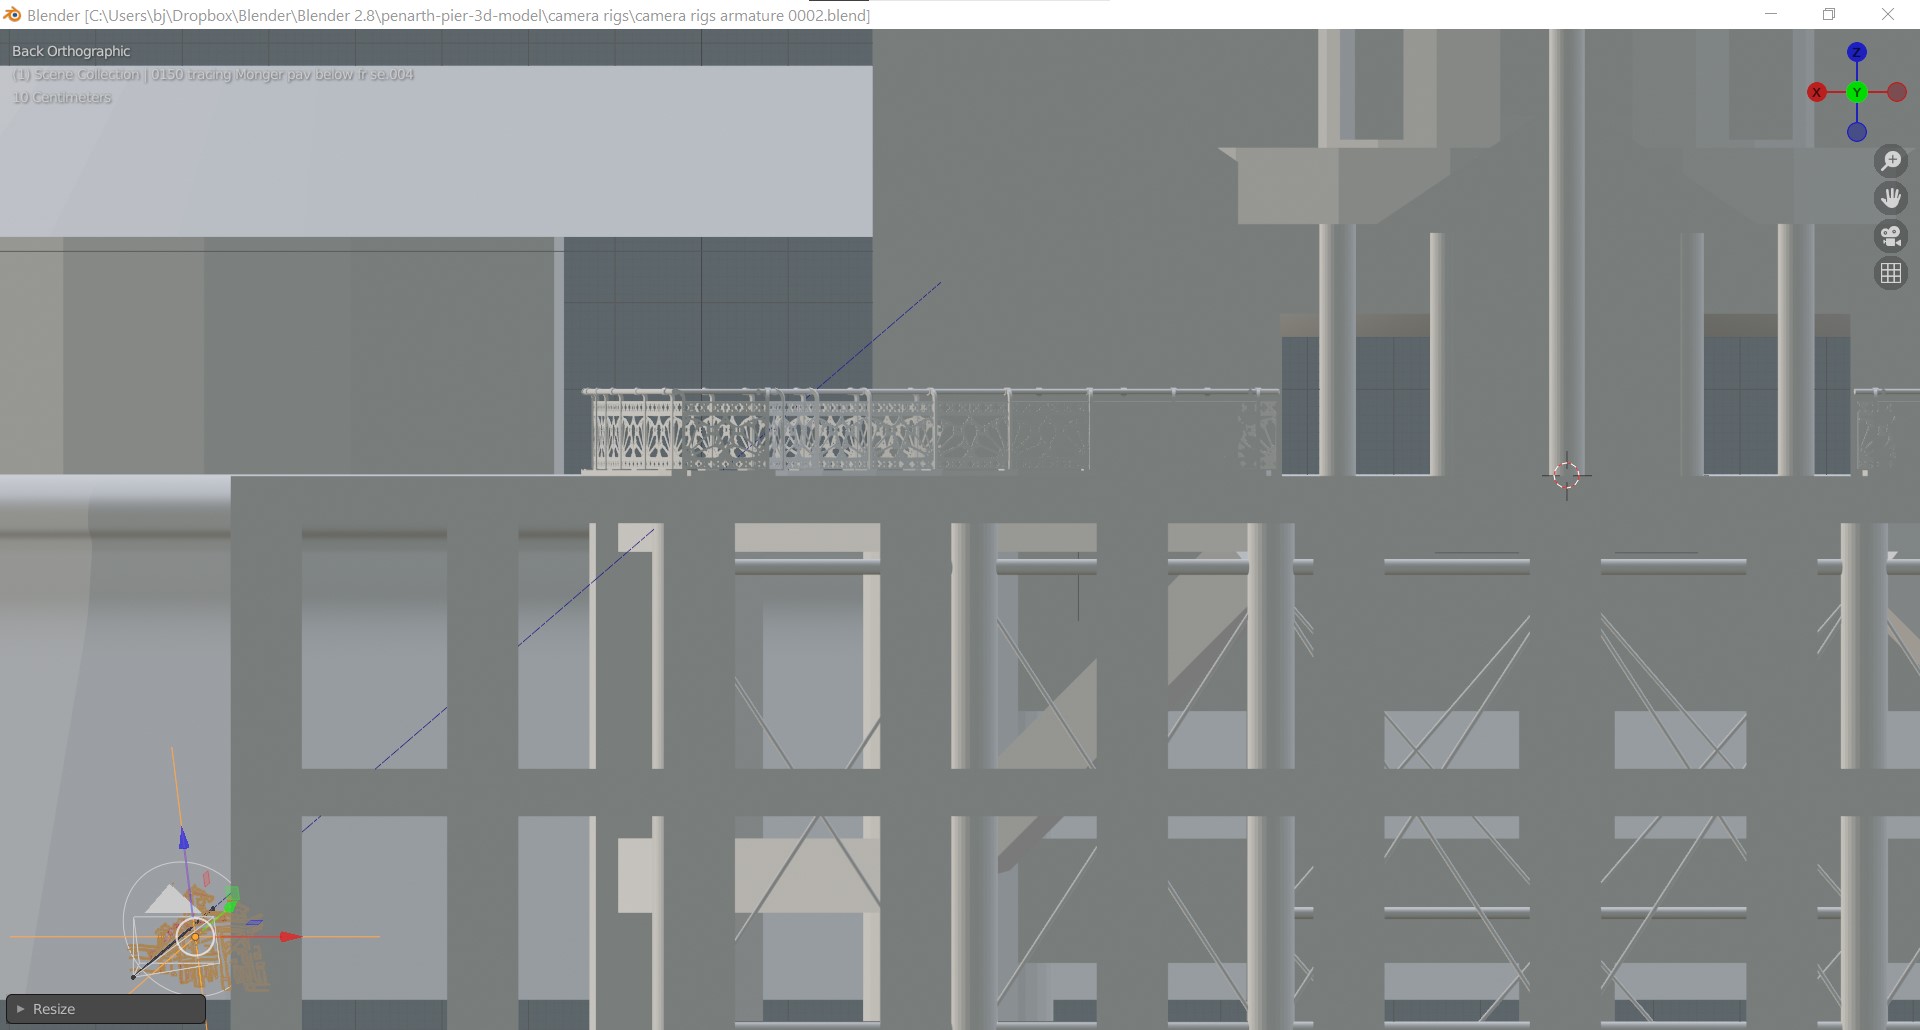 Blender [C:\Users\bj\Dropbox\Blender\Blender 2.8\penarth-pier-3d-model\camera rigs\camera rigs armature 0002.blend]
Back Orthographic
(1) Scene Collection | 0150 tracing Monger pav below fr se.004
10 Centimeters
Z
X
Y
Resize